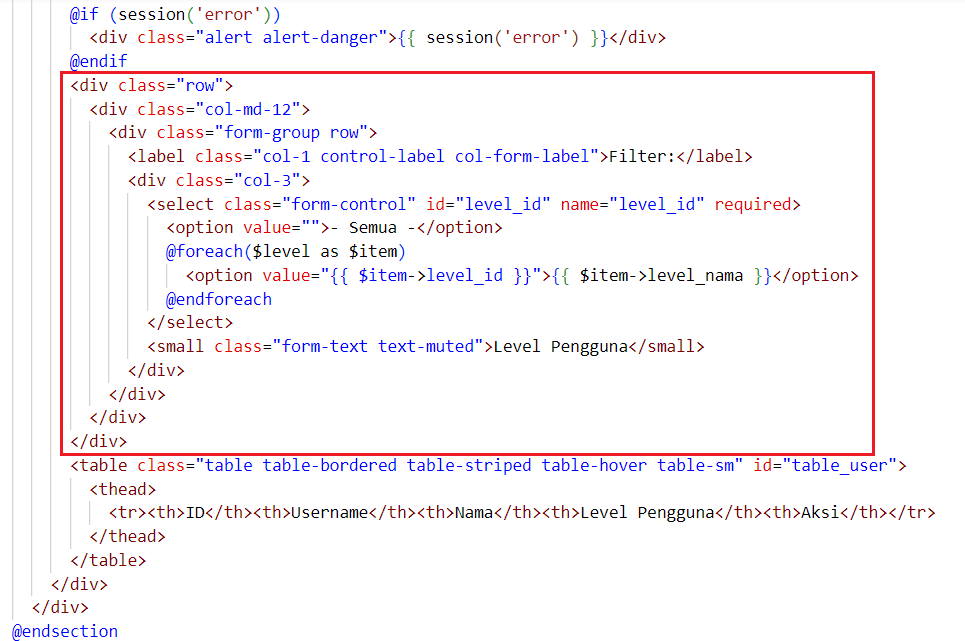 @if (session('error'))
<div class="alert alert-danger">{{ session('error') }}</div>
@endif
<div class="row">
<div class="col-md-12">
<div class="form-group row">
<label class="col-1 control-label col-form-label">Filter:</label>
<div class="col-3">
<select class="form-control" id="level_id" name="level_id" required>
<option value="">- Semua -</option>
@foreach($level as $item)
<option value="{{ $item->level_id }}">{{ $item->level_nama }}</option>
@endforeach
</select>
<small class="form-text text-muted">Level Pengguna</small>
</div>
</div>
</div>
</div>
<table class="table table-bordered table-striped table-hover table-sm" id="table_user">
<thead>
<tr><th>ID</th><th>Username</th><th>Nama</th><th>Level Pengguna</th><th>Aksi</th></tr>
</thead>
</table>
</div>
</div>
@endsection